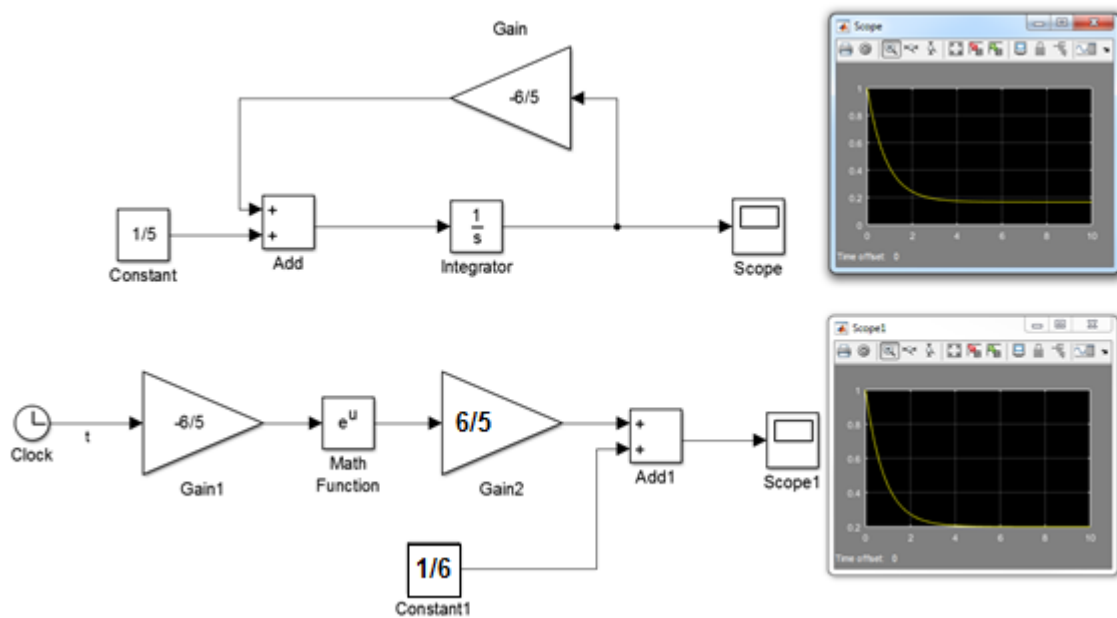 Gain
-6/5
1/5
Constant
+
+
Add
1
s
Integrator
Scope
Scope
1
0.8
0.6
0.4
0.2
0
0 2 4 6 8 10
Time offset: 0
Clock
t
-6/5
Gain1
e^u
Math
Function
6/5
Gain2
1/6
Constant1
+
+
Add1
Scope1
Scope1
1
0.8
0.6
0.4
0.2
0 2 4 6 8 10
Time offset: 0